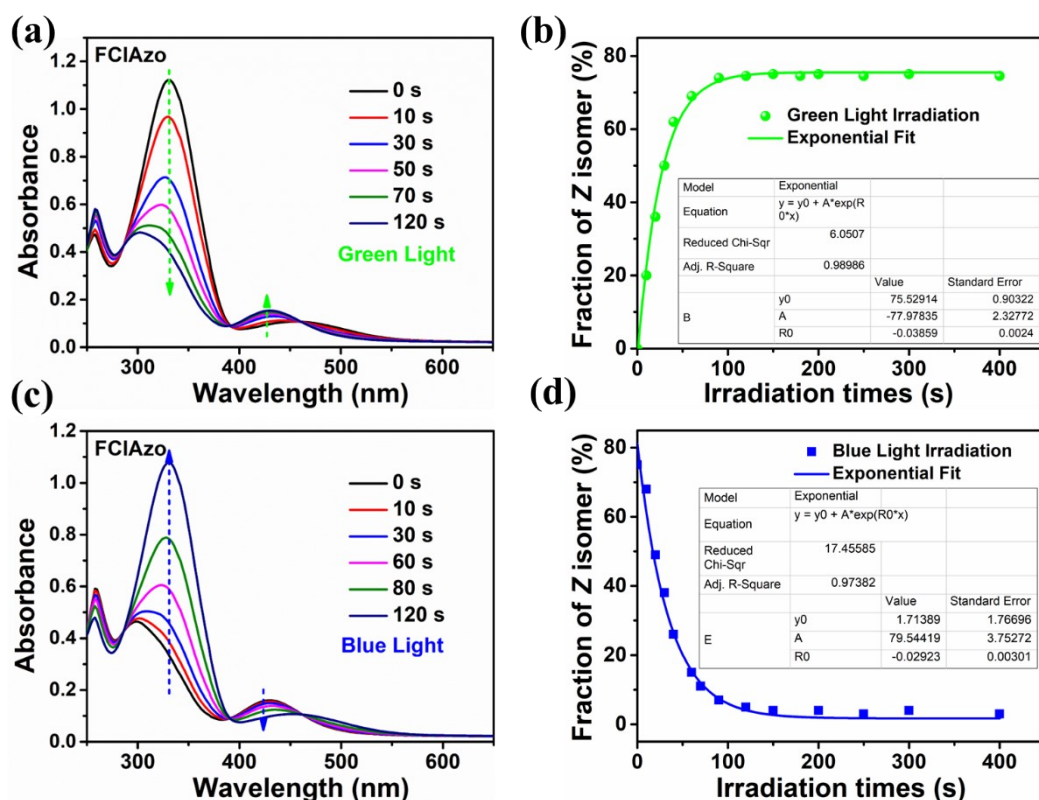 (a)
FClAzo
0 s
10 s
30 s
50 s
70 s
120 s
Green Light
Absorbance
0.0
0.2
0.4
0.6
0.8
1.0
1.2
300
400
500
600
Wavelength (nm)
(b)
Green Light Irradiation
Exponential Fit
Model Exponential
Equation y = y0 + A*exp(R
0*x)
Reduced Chi-Sqr 6.0507
Adj. R-Square 0.98986
Value Standard Error
y0 75.52914 0.90322
B A -77.97835 2.32772
R0 -0.03859 0.0024
Fraction of Z isomer (%)
0
20
40
60
80
0
100
200
300
400
Irradiation times (s)
(c)
FClAzo
0 s
10 s
30 s
60 s
80 s
120 s
Blue Light
Absorbance
0.0
0.2
0.4
0.6
0.8
1.0
1.2
300
400
500
600
Wavelength (nm)
(d)
Blue Light Irradiation
Exponential Fit
Model Exponential
Equation y = y0 + A*exp(R0*x)
Reduced 17.45585
Chi-Sqr
Adj. R-Square 0.97382
Value Standard Error
y0 1.71389 1.76696
E A 79.54419 3.75272
R0 -0.02923 0.00301
Fraction of Z isomer (%)
0
20
40
60
80
0
100
200
300
400
Irradiation times (s)